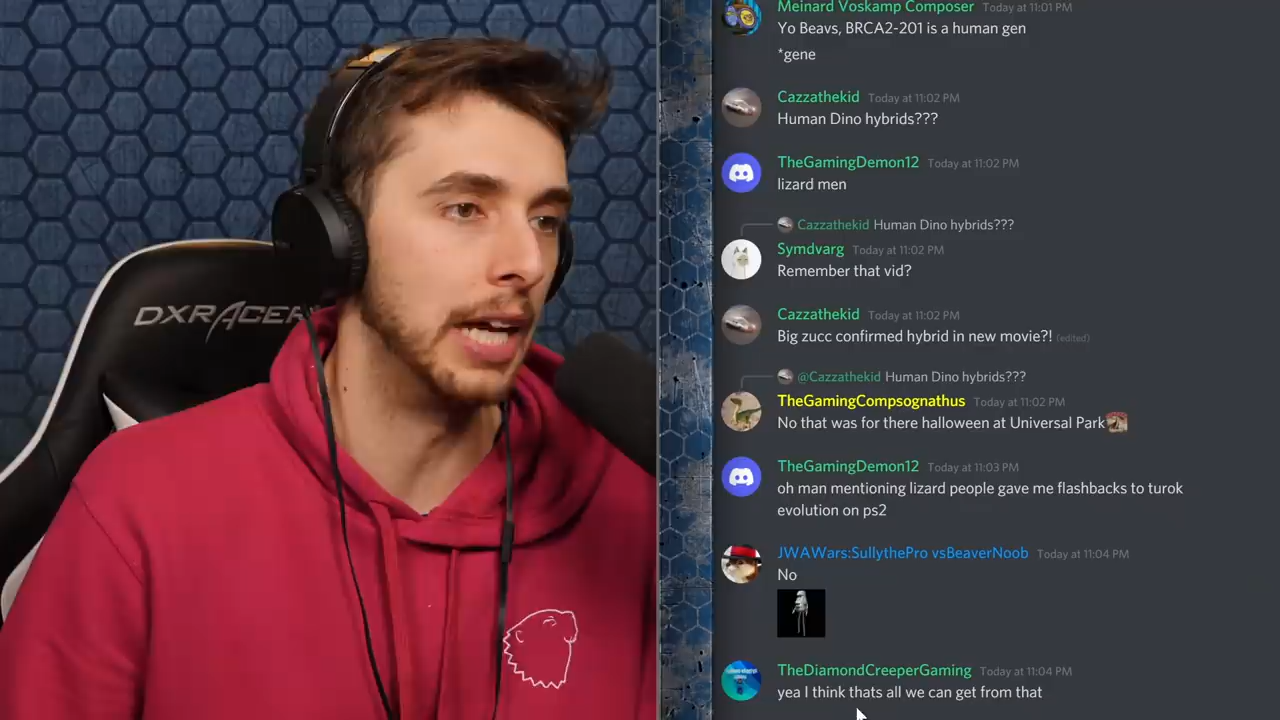 DXRACER
Meinard Voskamp Composer Today at 11:01 PM
Yo Beavs, BRCA2-201 is a human gen
*gene
Cazzathekid Today at 11:02 PM
Human Dino hybrids???
TheGamingDemon12 Today at 11:02 PM
lizard men
Cazzathekid Human Dino hybrids???
Symdvarg Today at 11:02 PM
Remember that vid?
Cazzathekid Today at 11:02 PM
Big zucc confirmed hybrid in new movie?! (edited)
@Cazzathekid Human Dino hybrids???
TheGamingCompsognathus Today at 11:02 PM
No that was for there halloween at Universal Park
TheGamingDemon12 Today at 11:03 PM
oh man mentioning lizard people gave me flashbacks to turok
evolution on ps2
JWAWars:SullythePro vsBeaverNoob Today at 11:04 PM
No
TheDiamondCreeperGaming Today at 11:04 PM
yea I think thats all we can get from that